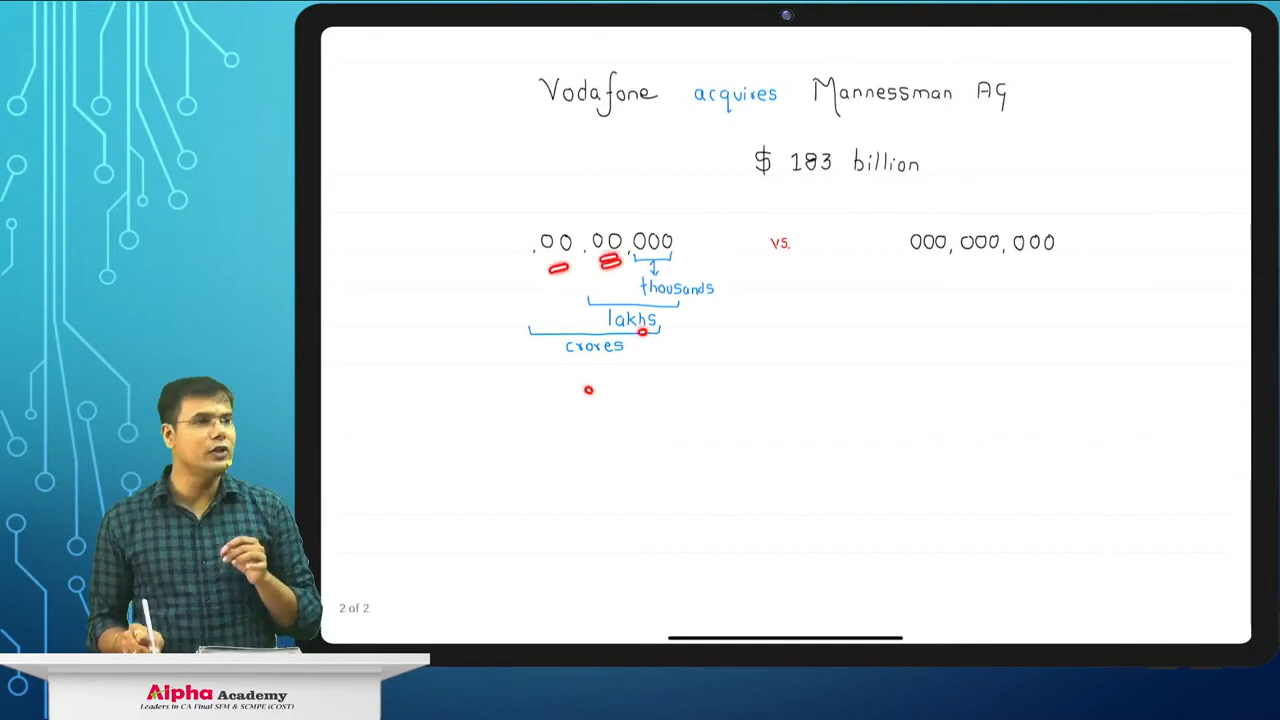 Vodafone acquires Mannessman AG
$ 183 billion
,00,00,000 vs. 000,000,000
thousands
lakhs
crores
2 of 2
Alpha Academy
Leaders in CA Final SFM & SCMPE (COST)